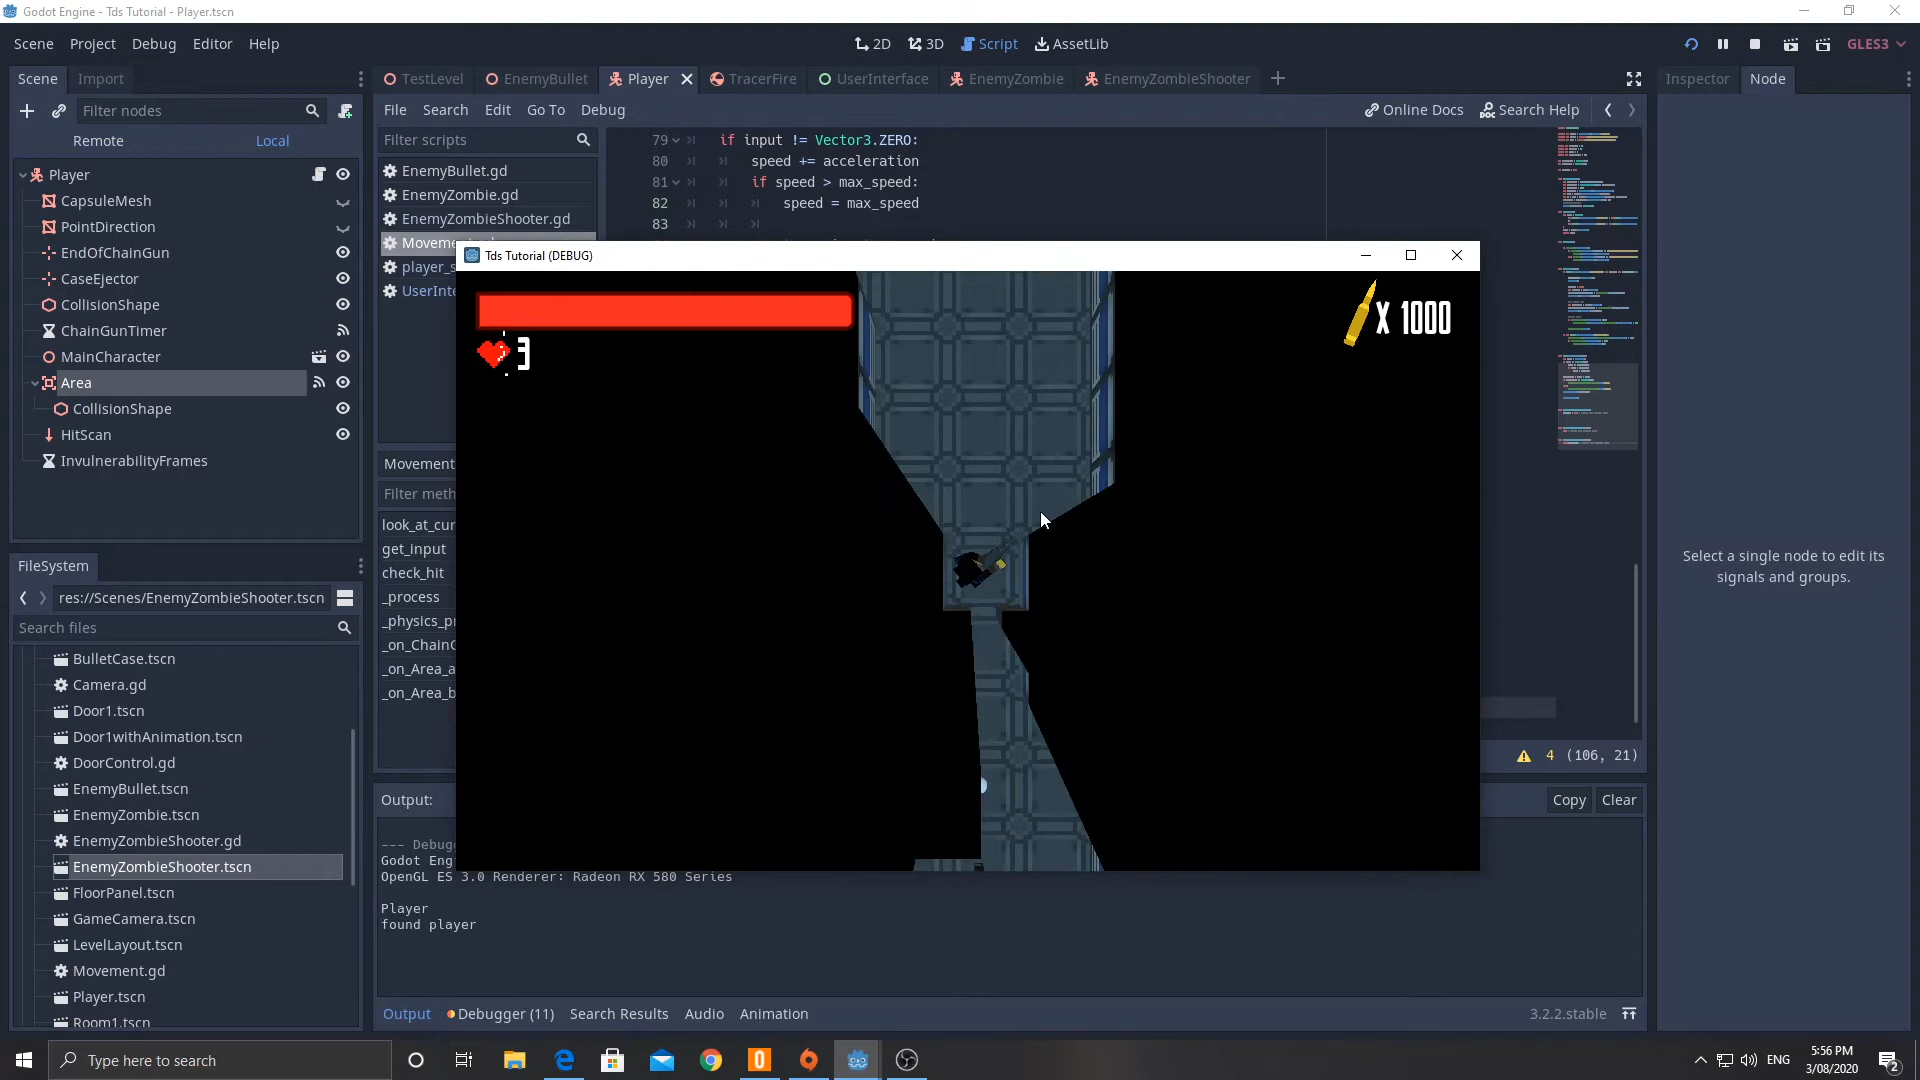 Godot Engine - Tds Tutorial - Player.tscn
Scene Project Debug Editor Help
2D 3D Script AssetLib
GLES3
Scene Import
TestLevel EnemyBullet Player TracerFire UserInterface EnemyZombie EnemyZombieShooter
Inspector Node
Filter nodes
File Search Edit Go To Debug
Online Docs Search Help
Remote Local
Filter scripts
79 if input != Vector3.ZERO:
80 speed += acceleration
81 if speed > max_speed:
82 speed = max_speed
83
Player
CapsuleMesh
PointDirection
EndOfChainGun
CaseEjector
CollisionShape
ChainGunTimer
MainCharacter
Area
CollisionShape
HitScan
InvulnerabilityFrames
EnemyBullet.gd
EnemyZombie.gd
EnemyZombieShooter.gd
Tds Tutorial (DEBUG)
X 1000
3
Movement
Filter
look_at_cur
get_input
check_hit
_process
_physics_p
_on_Area_a
_on_Area_b
Select a single node to edit its
signals and groups.
4 (106, 21)
FileSystem
res://Scenes/EnemyZombieShooter.tscn
Search files
BulletCase.tscn
Camera.gd
Door1.tscn
Door1withAnimation.tscn
DoorControl.gd
EnemyBullet.tscn
EnemyZombie.tscn
EnemyZombieShooter.gd
EnemyZombieShooter.tscn
FloorPanel.tscn
GameCamera.tscn
LevelLayout.tscn
Movement.gd
Player.tscn
Room1.tscn
Output:
Copy Clear
--- Debug
Godot Eng
OpenGL ES 3.0 Renderer: Radeon RX 580 Series
Player
found player
Output Debugger (11) Search Results Audio Animation
3.2.2.stable
Type here to search
ENG
5:56 PM
3/08/2020
2